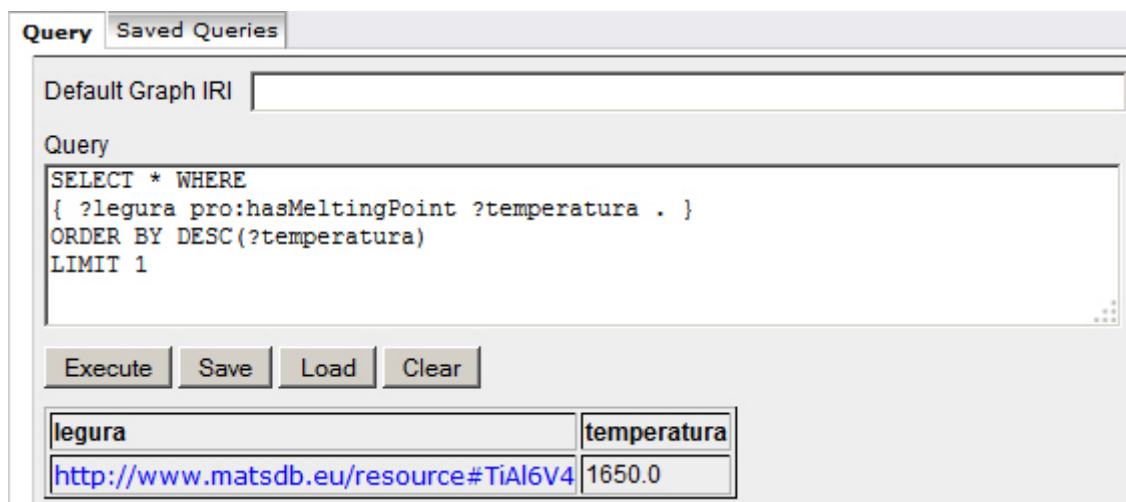 Query Saved Queries
Default Graph IRI
Query
SELECT * WHERE
{ ?legura pro:hasMeltingPoint ?temperatura . }
ORDER BY DESC(?temperatura)
LIMIT 1
Execute Save Load Clear
legura temperatura
http://www.matsdb.eu/resource#TiAl6V4 1650.0